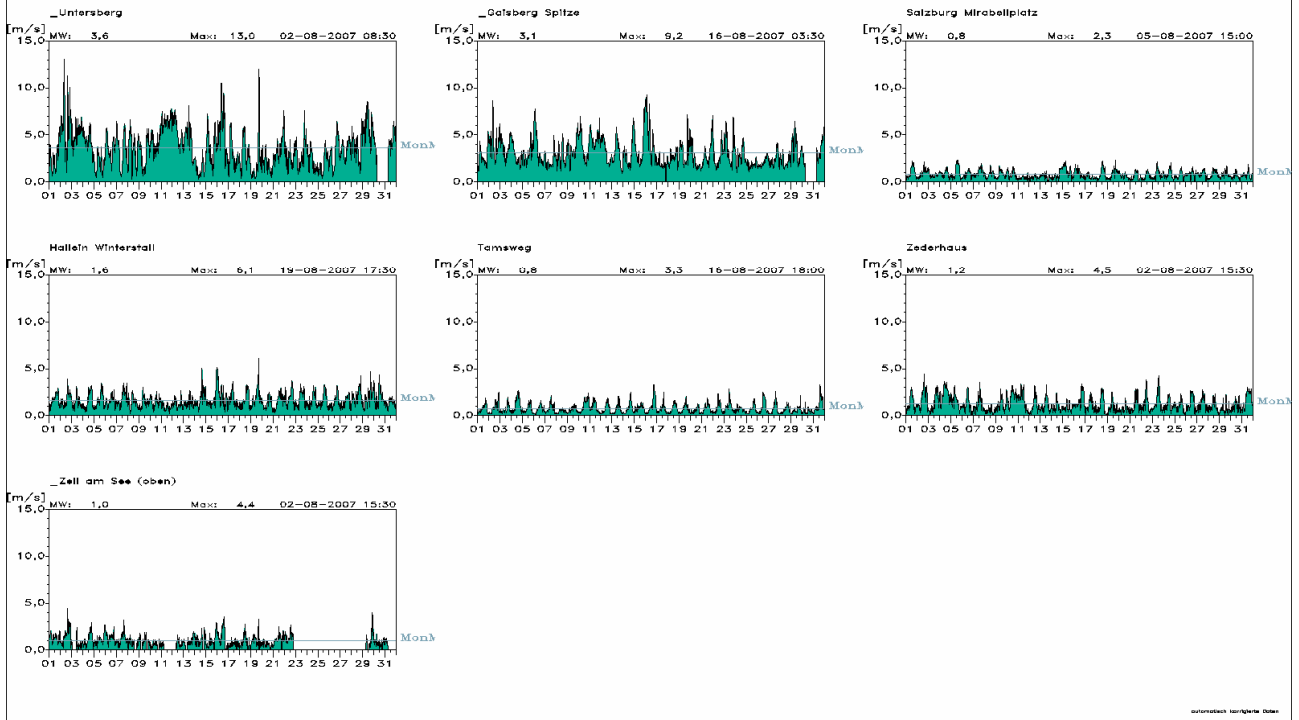 _Untersberg
[m/s] MW: 3,6 Max: 13,0 02-08-2007 08:30
15,0
10,0
5,0
MonM
0,0
01 03 05 07 09 11 13 15 17 19 21 23 25 27 29 31
_Gaisberg Spitze
[m/s] MW: 3,1 Max: 9,2 16-08-2007 03:30
15,0
10,0
5,0
MonM
0,0
01 03 05 07 09 11 13 15 17 19 21 23 25 27 29 31
Salzburg Mirabellplatz
[m/s] MW: 0,8 Max: 2,3 05-08-2007 15:00
15,0
10,0
5,0
MonM
0,0
01 03 05 07 09 11 13 15 17 19 21 23 25 27 29 31
Hallein Winterstall
[m/s] MW: 1,6 Max: 6,1 19-08-2007 17:30
15,0
10,0
5,0
MonM
0,0
01 03 05 07 09 11 13 15 17 19 21 23 25 27 29 31
Tamsweg
[m/s] MW: 0,8 Max: 3,3 16-08-2007 18:00
15,0
10,0
5,0
MonM
0,0
01 03 05 07 09 11 13 15 17 19 21 23 25 27 29 31
Zederhaus
[m/s] MW: 1,2 Max: 4,5 02-08-2007 15:30
15,0
10,0
5,0
MonM
0,0
01 03 05 07 09 11 13 15 17 19 21 23 25 27 29 31
_Zell am See (oben)
[m/s] MW: 1,0 Max: 4,4 02-08-2007 15:30
15,0
10,0
5,0
MonM
0,0
01 03 05 07 09 11 13 15 17 19 21 23 25 27 29 31
automatisch korrigierte Daten